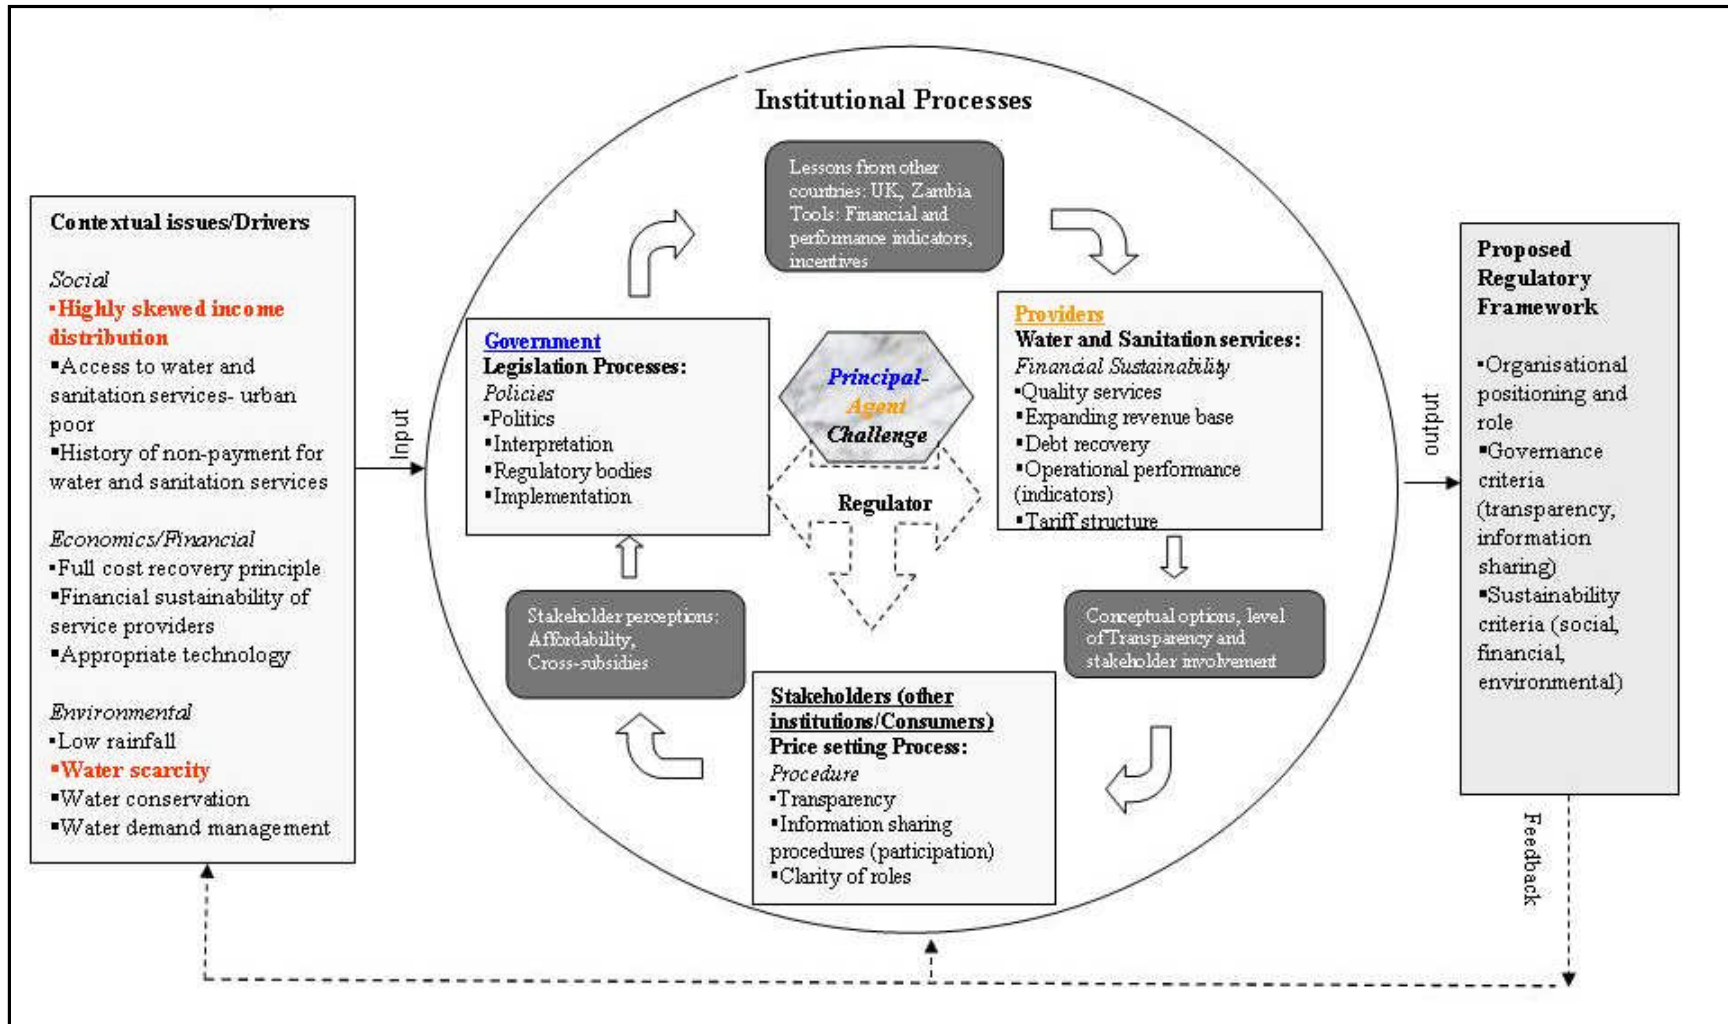 Institutional Processes
Contextual issues/Drivers
Social
▪Highly skewed income
distribution
▪Access to water and
sanitation services- urban
poor
▪History of non-payment for
water and sanitation services
Economics/Financial
▪Full cost recovery principle
▪Financial sustainability of
service providers
▪Appropriate technology
Environmental
▪Low rainfall
▪Water scarcity
▪Water conservation
▪Water demand management
Input
Lessons from other
countries: UK, Zambia
Tools: Financial and
performance indicators,
incentives
Government
Legislation Processes:
Policies
▪Politics
▪Interpretation
▪Regulatory bodies
▪Implementation
Principal-
Agent
Challenge
Regulator
Providers
Water and Sanitation services:
Financial Sustainability
▪Quality services
▪Expanding revenue base
▪Debt recovery
▪Operational performance
(indicators)
▪Tariff structure
Stakeholder perceptions:
Affordability,
Cross-subsidies
Conceptual options, level
of Transparency and
stakeholder involvement
Stakeholders (other
institutions/Consumers)
Price setting Process:
Procedure
▪Transparency
▪Information sharing
procedures (participation)
▪Clarity of roles
output
Proposed
Regulatory
Framework
▪Organisational
positioning and
role
▪Governance
criteria
(transparency,
information
sharing)
▪Sustainability
criteria (social,
financial,
environmental)
Feedback